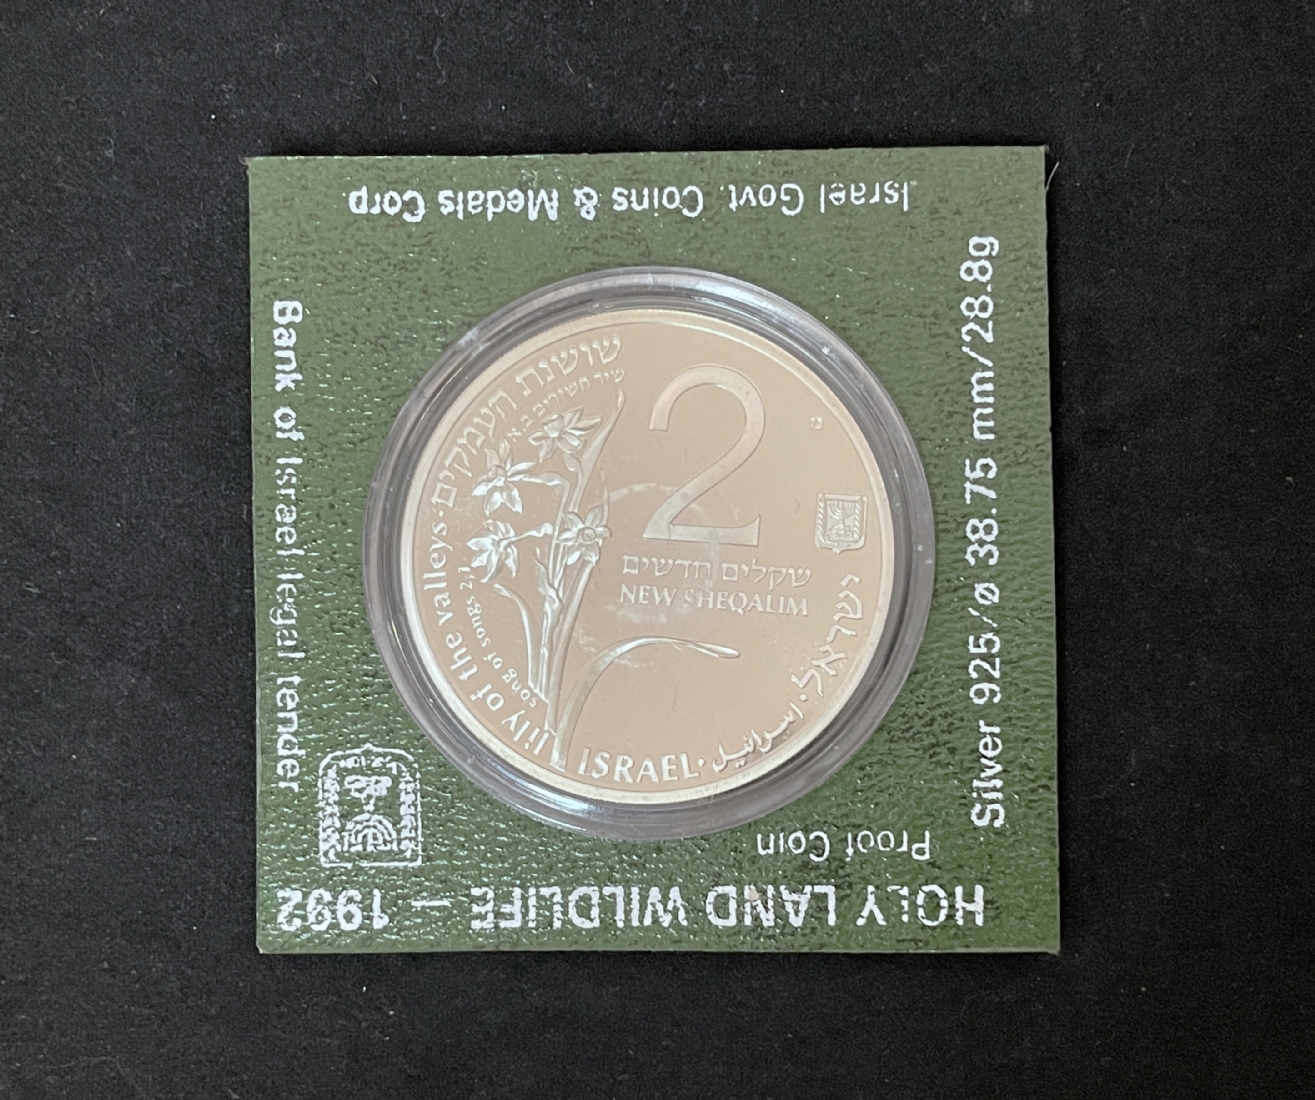 Israel Govt. Coins & Medals Corp.
Bank of Israel legal tender
Silver 925/ø 38.75 mm/28.8g
Proof Coin
HOLY LAND WILDLIFE — 1992
שושנת העמקים · lily of the valleys
שיר השירים ב,א
song of songs 2,1
2
שקלים חדשים
NEW SHEQALIM
ISRAEL · اسرائيل · ישראל